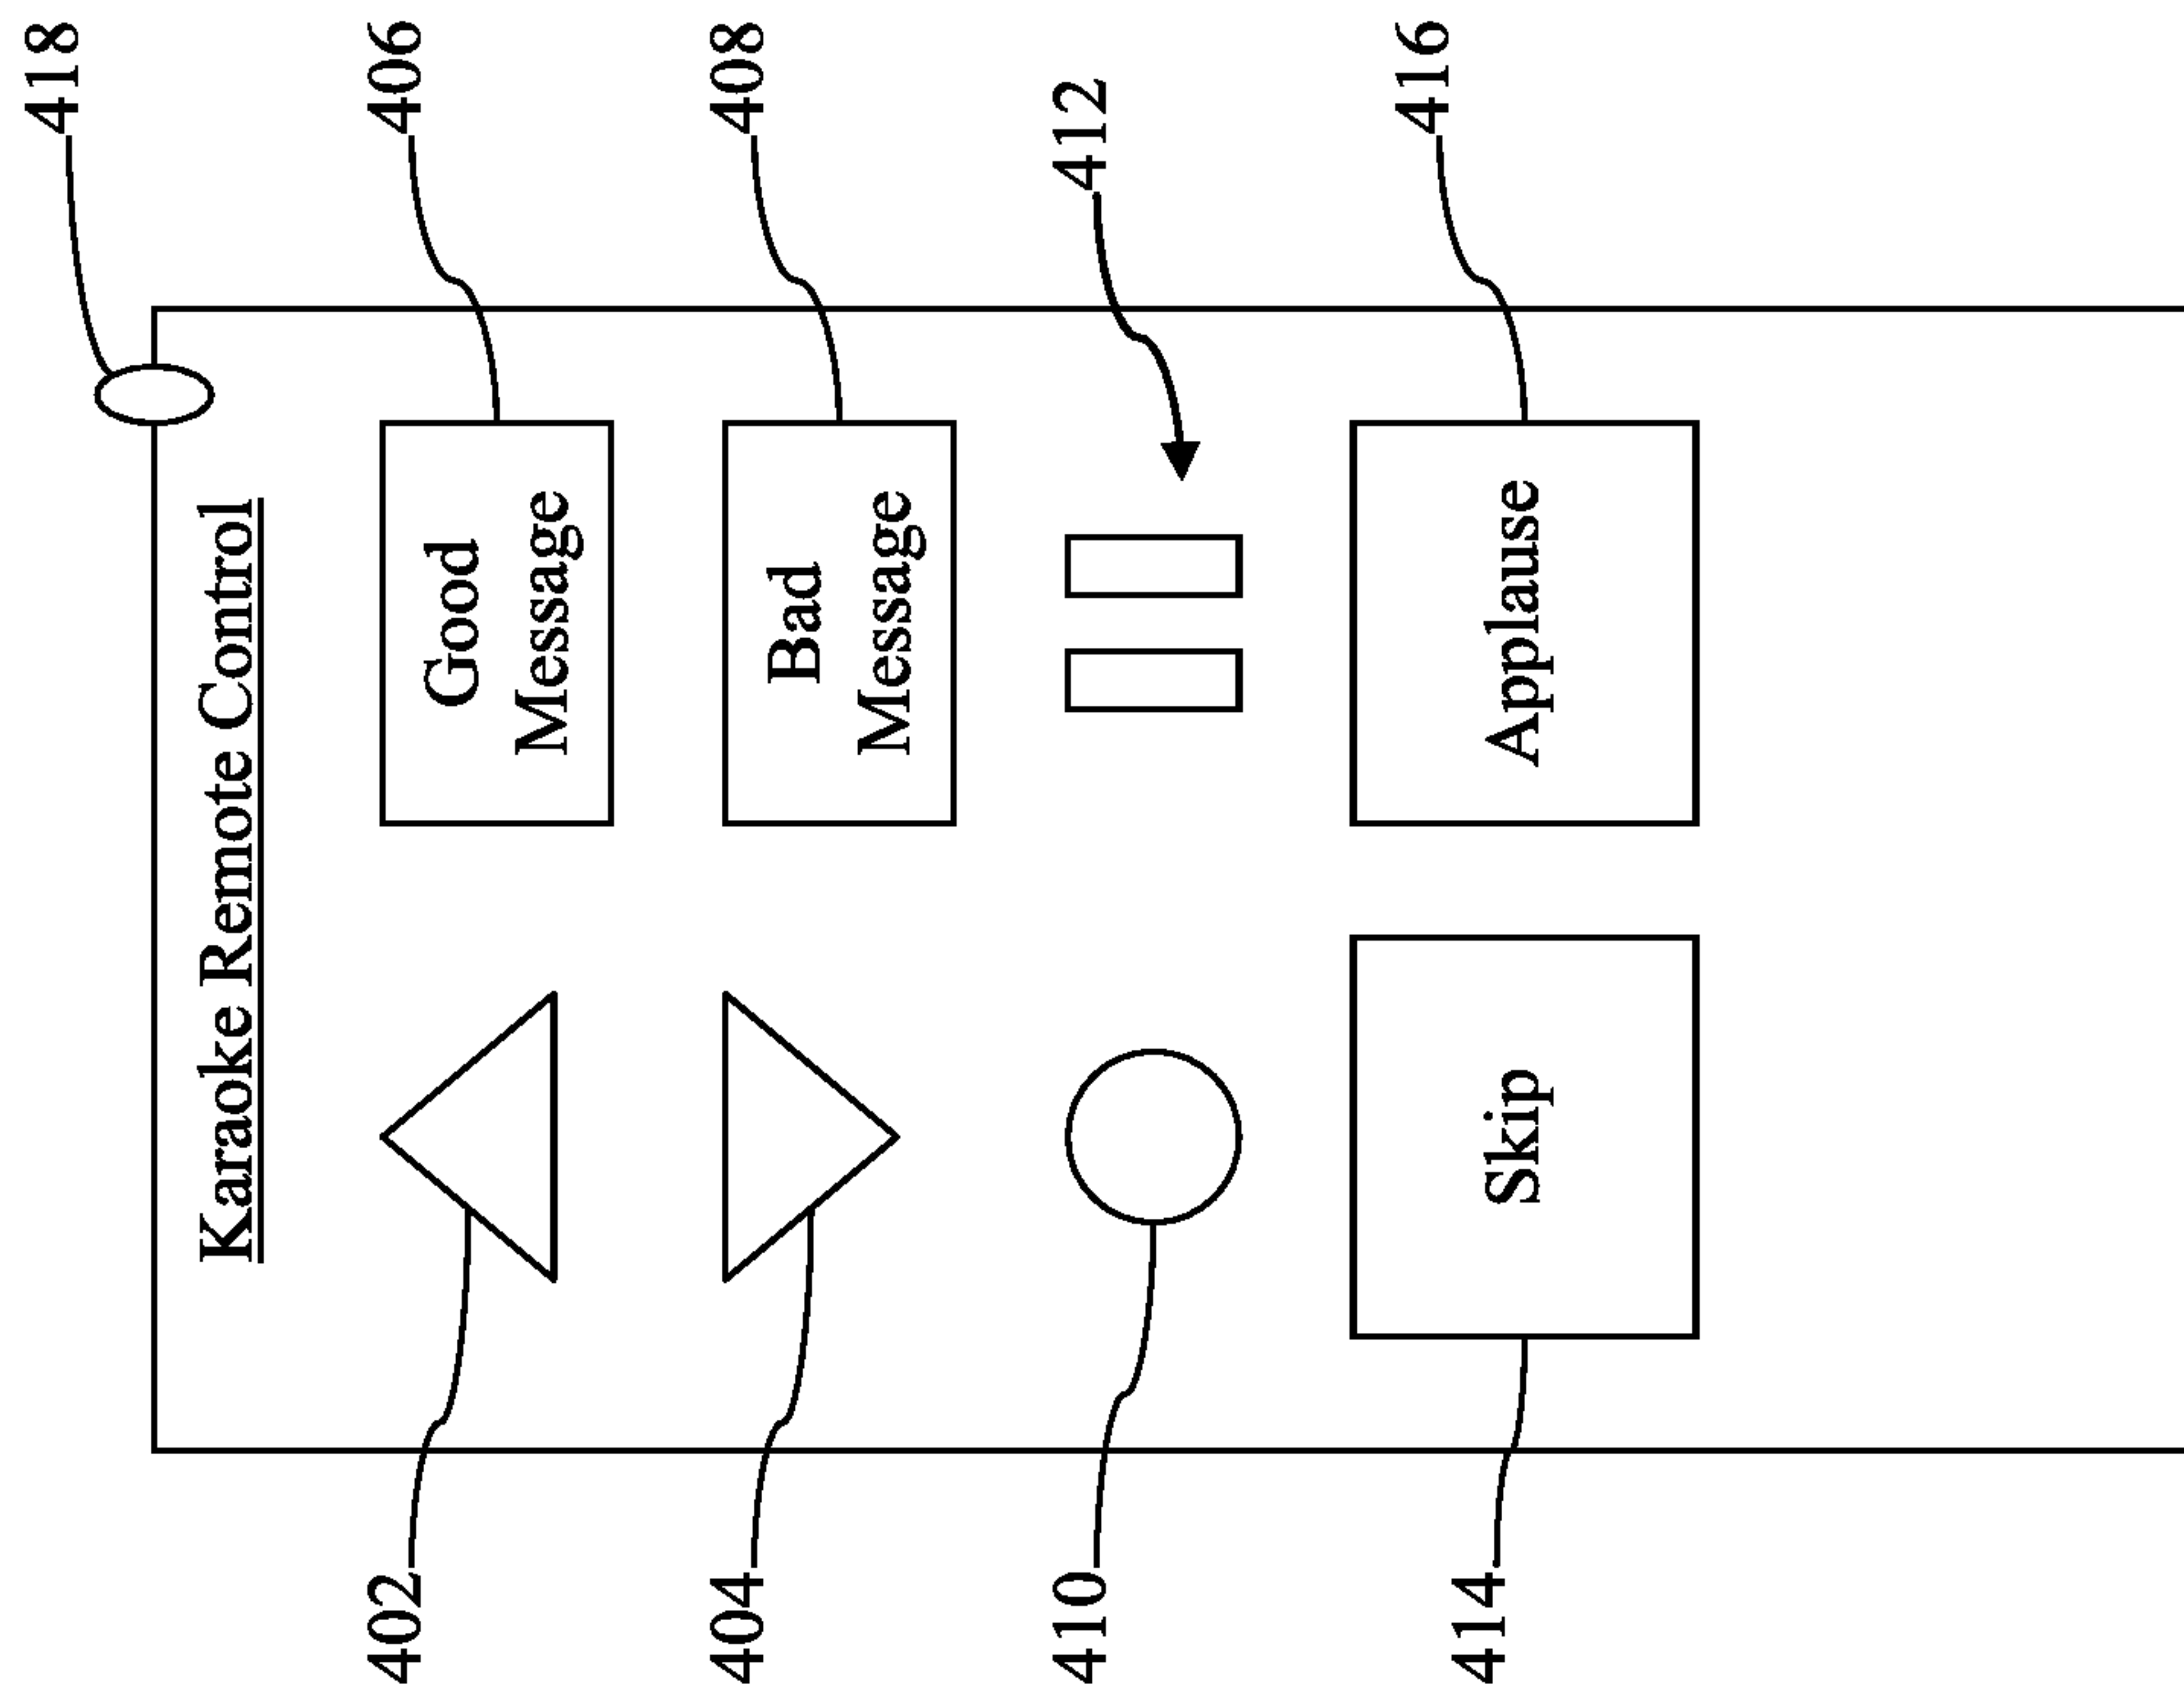 418
Karaoke Remote Control
402
Good
Message
406
404
Bad
Message
408
410
412
414
Skip
Applause
416